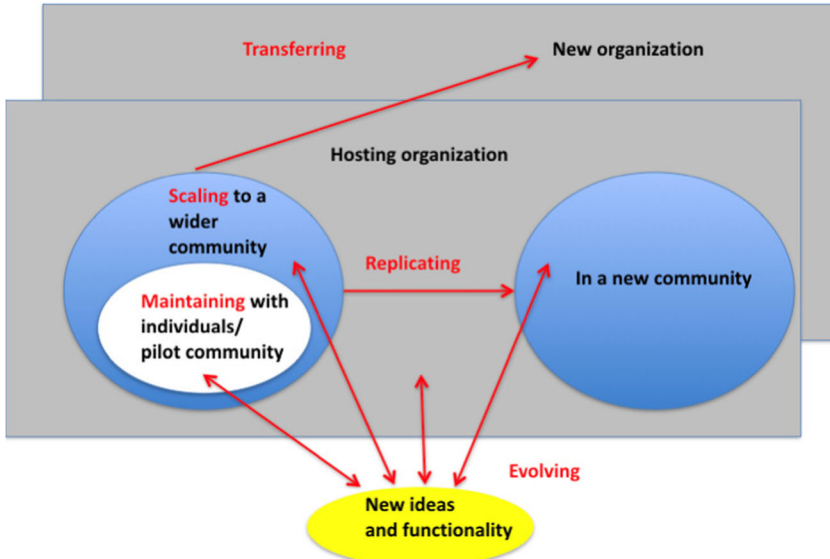 Transferring
New organization
Hosting organization
Scaling to a
wider
community
Replicating
In a new community
Maintaining with
individuals/
pilot community
Evolving
New ideas
and functionality